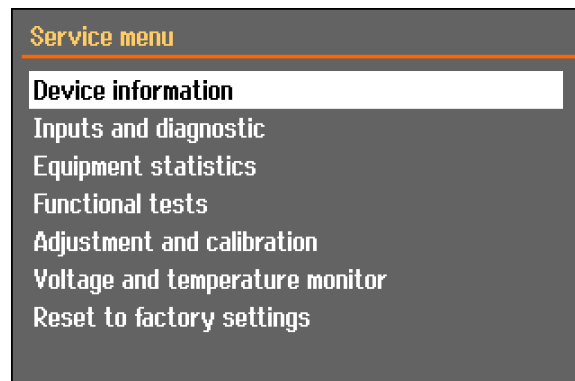 Service menu
Device information
Inputs and diagnostic
Equipment statistics
Functional tests
Adjustment and calibration
Voltage and temperature monitor
Reset to factory settings